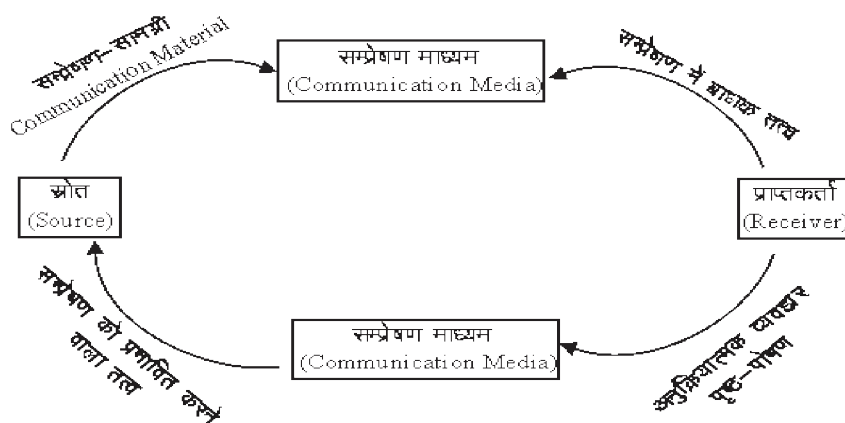 सम्प्रेषण-सामग्री
Communication Material
सम्प्रेषण माध्यम
(Communication Media)
सम्प्रेषण में बाधक तत्व
स्रोत
(Source)
प्राप्तकर्ता
(Receiver)
सम्प्रेषण को प्रभावित करने
वाला तत्व
सम्प्रेषण माध्यम
(Communication Media)
अनुक्रियात्मक व्यवहार
पृष्ट-पोषण